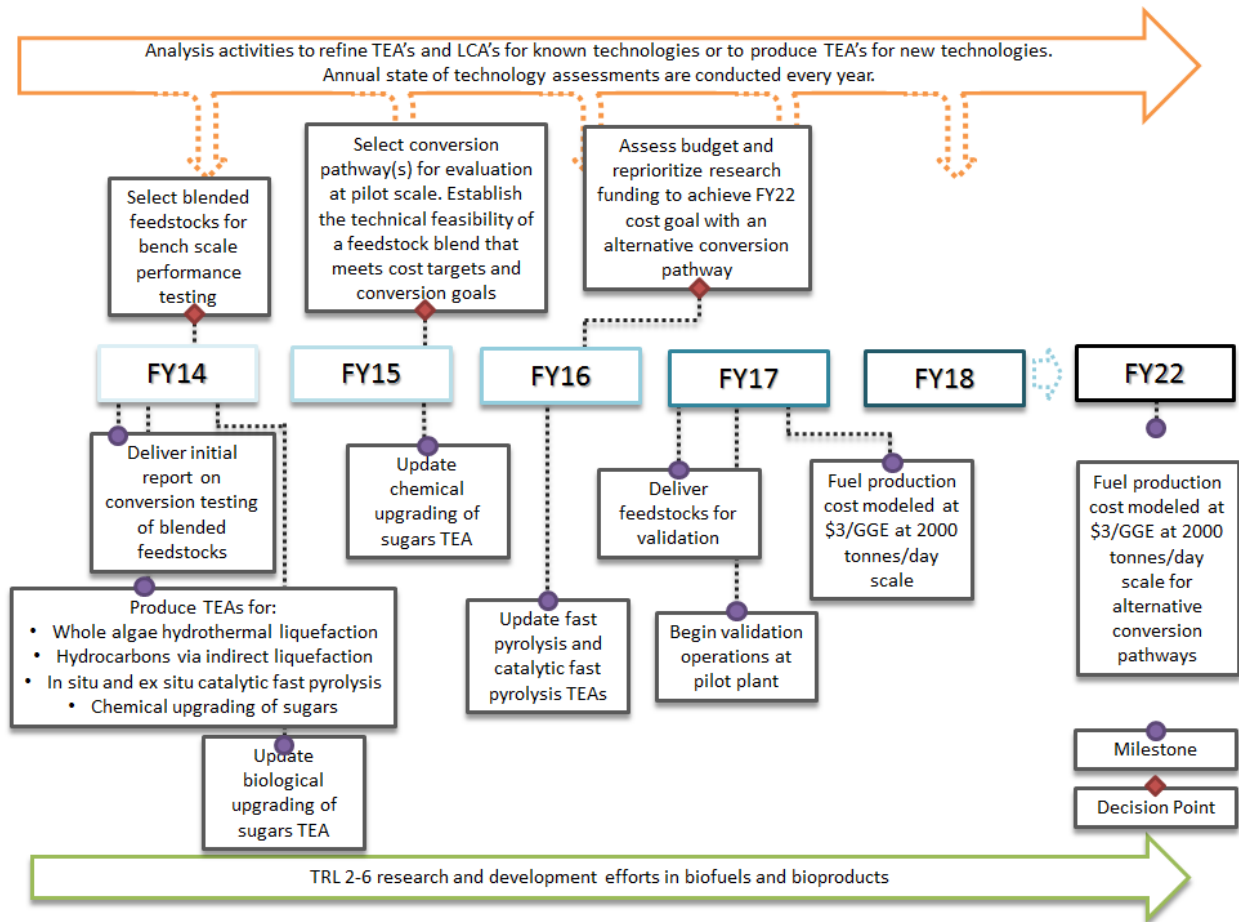 Analysis activities to refine TEA's and LCA's for known technologies or to produce TEA's for new technologies.
Annual state of technology assessments are conducted every year.
Select blended
feedstocks for
bench scale
performance
testing
Select conversion
pathway(s) for evaluation
at pilot scale. Establish
the technical feasibility of
a feedstock blend that
meets cost targets and
conversion goals
Assess budget and
reprioritize research
funding to achieve FY22
cost goal with an
alternative conversion
pathway
FY14
FY15
FY16
FY17
FY18
FY22
Deliver initial
report on
conversion testing
of blended
feedstocks
Produce TEAs for:
• Whole algae hydrothermal liquefaction
• Hydrocarbons via indirect liquefaction
• In situ and ex situ catalytic fast pyrolysis
• Chemical upgrading of sugars
Update
biological
upgrading of
sugars TEA
Update
chemical
upgrading of
sugars TEA
Update fast
pyrolysis and
catalytic fast
pyrolysis TEAs
Deliver
feedstocks for
validation
Begin validation
operations at
pilot plant
Fuel production
cost modeled at
$3/GGE at 2000
tonnes/day
scale
Fuel production
cost modeled at
$3/GGE at 2000
tonnes/day
scale for
alternative
conversion
pathways
Milestone
Decision Point
TRL 2-6 research and development efforts in biofuels and bioproducts